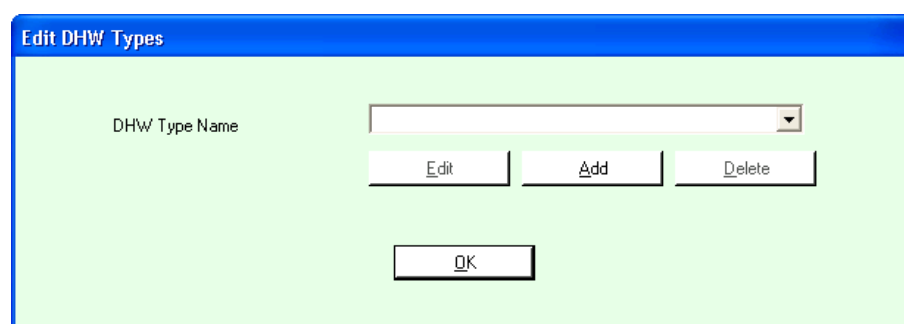 Edit DHW Types
DHW Type Name
Edit Add Delete
OK